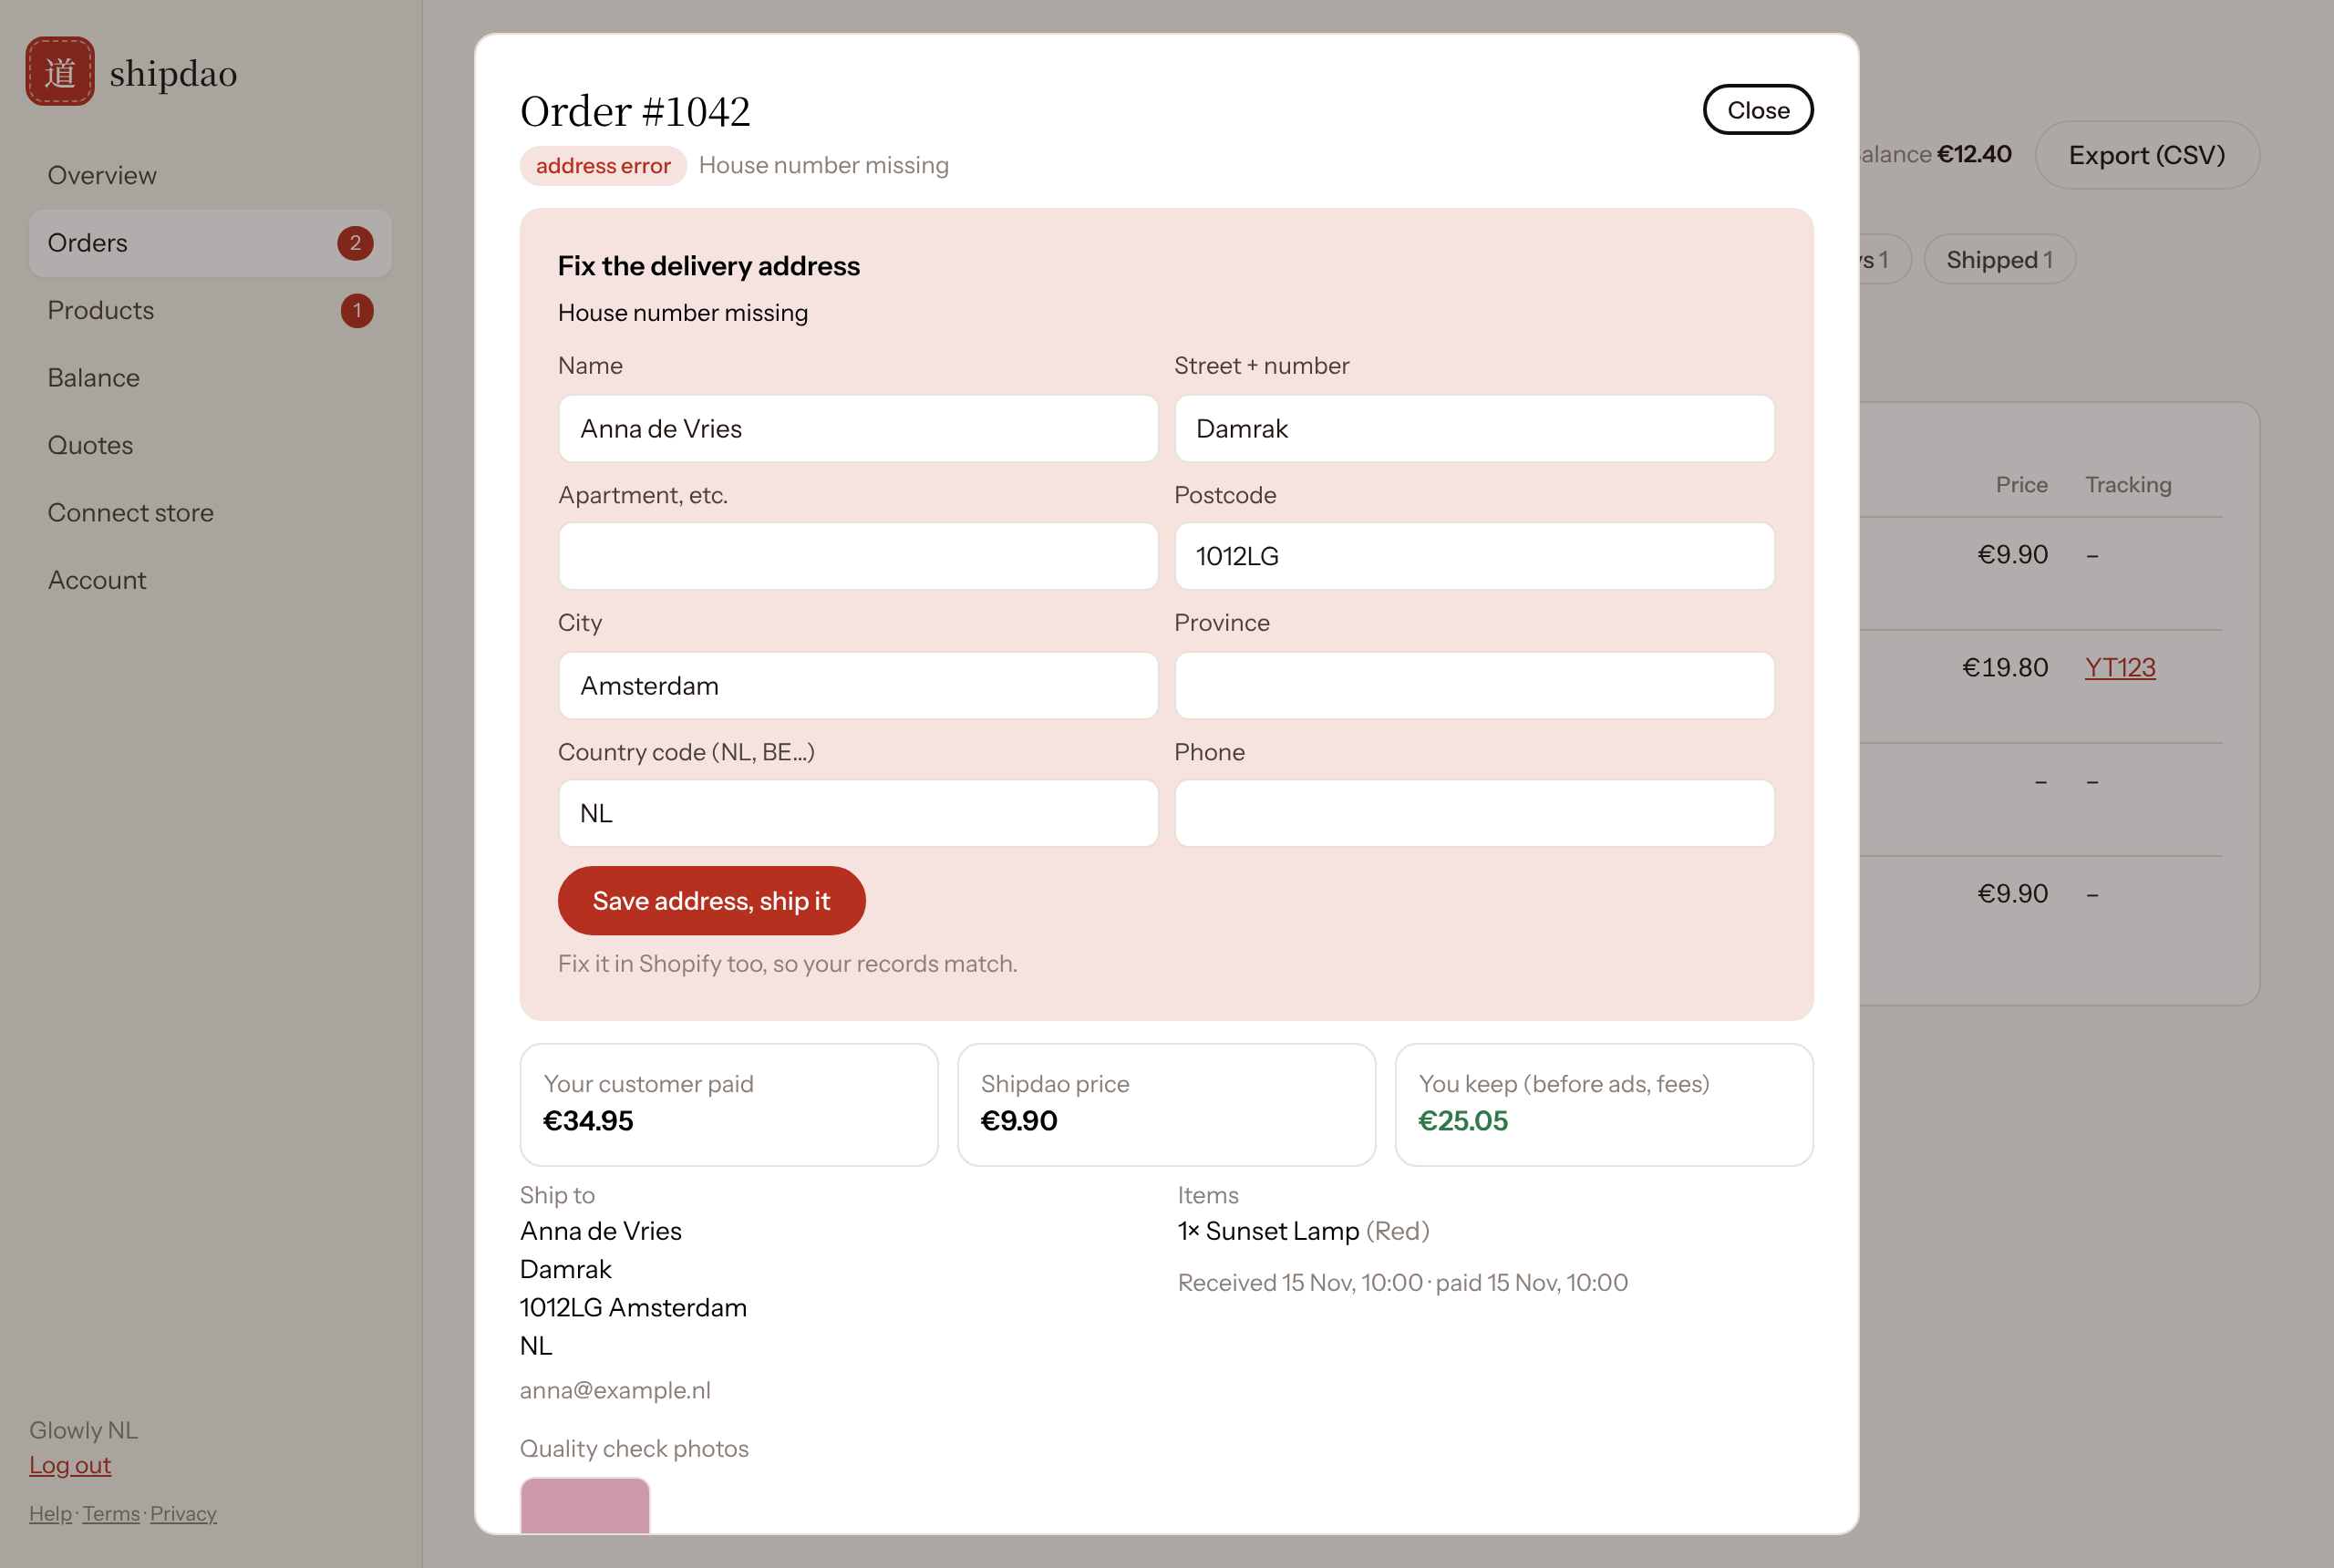 道 shipdao
Overview
Orders 2
Products 1
Balance
Quotes
Connect store
Account
Glowly NL
Log out
Help · Terms · Privacy
Order #1042
Close
address error House number missing
Fix the delivery address
House number missing
Name Street + number
Anna de Vries Damrak
Apartment, etc. Postcode
1012LG
City Province
Amsterdam
Country code (NL, BE...) Phone
NL
Save address, ship it
Fix it in Shopify too, so your records match.
Your customer paid Shipdao price You keep (before ads, fees)
€34.95 €9.90 €25.05
Ship to
Anna de Vries
Damrak
1012LG Amsterdam
NL
anna@example.nl
Items
1× Sunset Lamp (Red)
Received 15 Nov, 10:00 · paid 15 Nov, 10:00
Quality check photos
€12.40 Export (CSV)
1 Shipped 1
Price Tracking
€9.90 –
€19.80 YT123
– –
€9.90 –